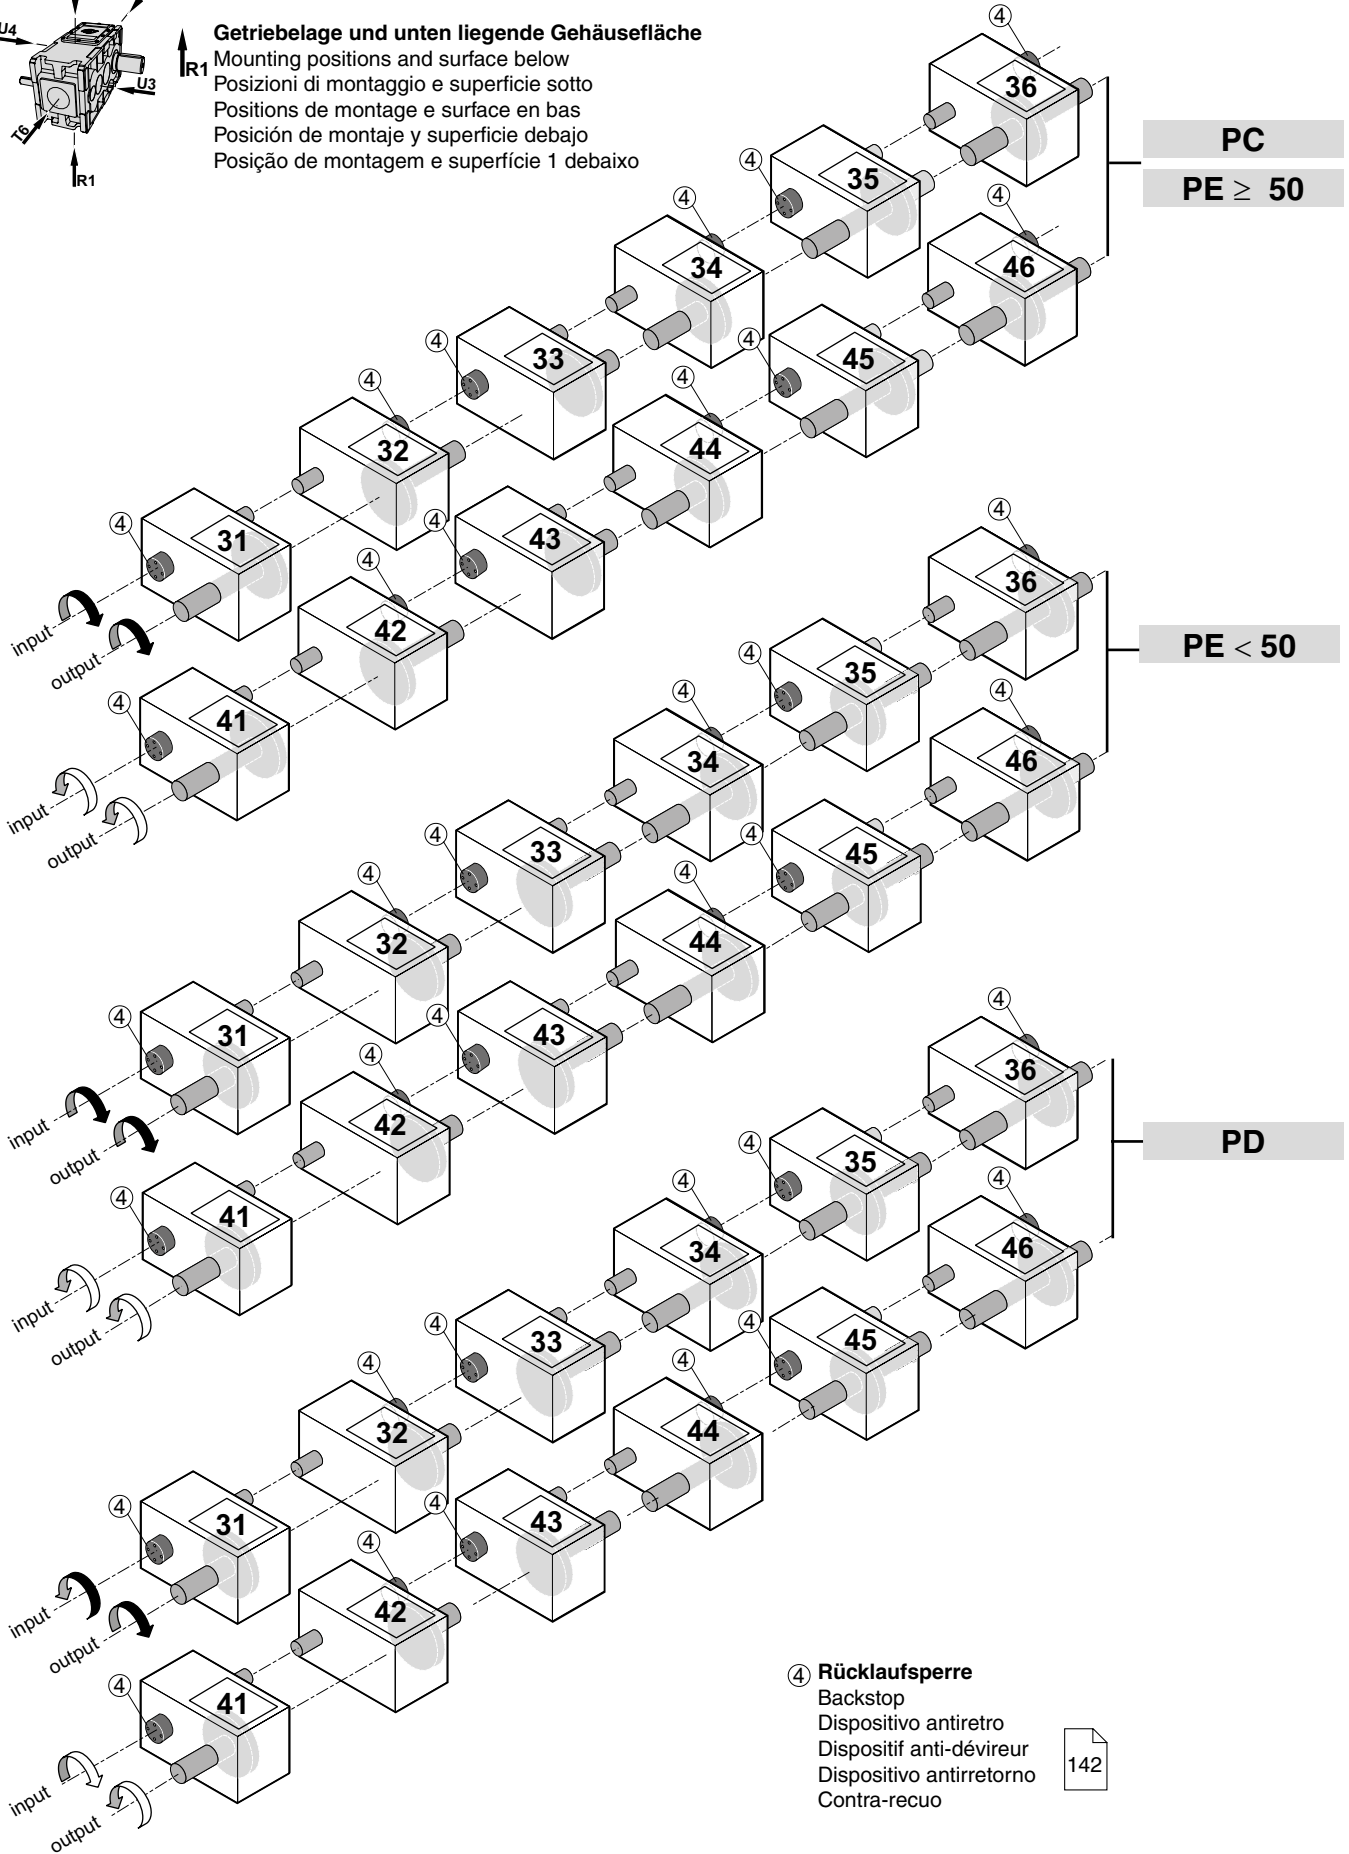 U4
U3
T6
R1
R1
Getriebelage und unten liegende Gehäusefläche
Mounting positions and surface below
Posizioni di montaggio e superficie sotto
Positions de montage e surface en bas
Posición de montaje y superficie debajo
Posição de montagem e superfície 1 debaixo
4 36
4 35
4 34
4 33
4 32
4 31
input
output
4 46
4 45
4 44
4 43
4 42
4 41
input
output
PC
PE ≥ 50
4 36
4 35
4 34
4 33
4 32
4 31
input
output
4 46
4 45
4 44
4 43
4 42
4 41
input
output
PE < 50
4 36
4 35
4 34
4 33
4 32
4 31
input
output
4 46
4 45
4 44
4 43
4 42
4 41
input
output
PD
4 Rücklaufsperre
Backstop
Dispositivo antiretro
Dispositif anti-dévireur
Dispositivo antirretorno
Contra-recuo
142